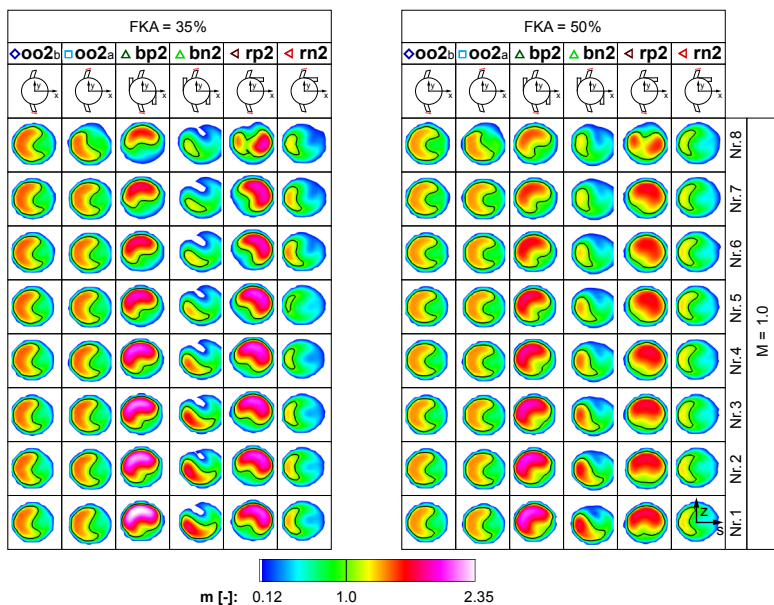 FKA = 35% FKA = 50%
oo2b oo2a bp2 bn2 rp2 rn2 oo2b oo2a bp2 bn2 rp2 rn2
y x y x y x y x y x y x y x y x y x y x y x y x
Nr.8
Nr.7
Nr.6
Nr.5
Nr.4
Nr.3
Nr.2
Nr.1
M = 1.0
z
s
m [-]: 0.12 1.0 2.35